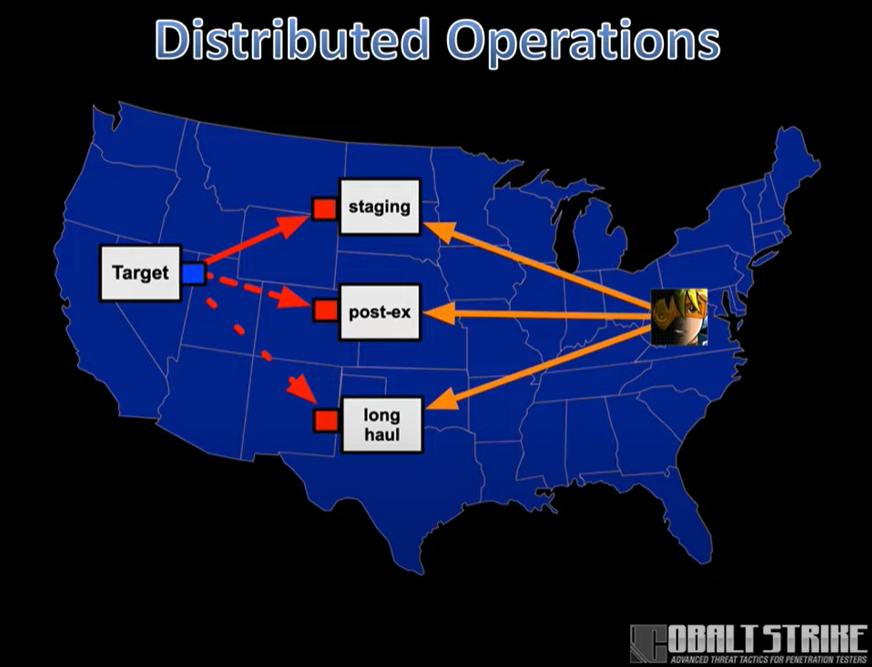 Distributed Operations
staging
Target
post-ex
long
haul
COBALT STRIKE
ADVANCED THREAT TACTICS FOR PENETRATION TESTERS